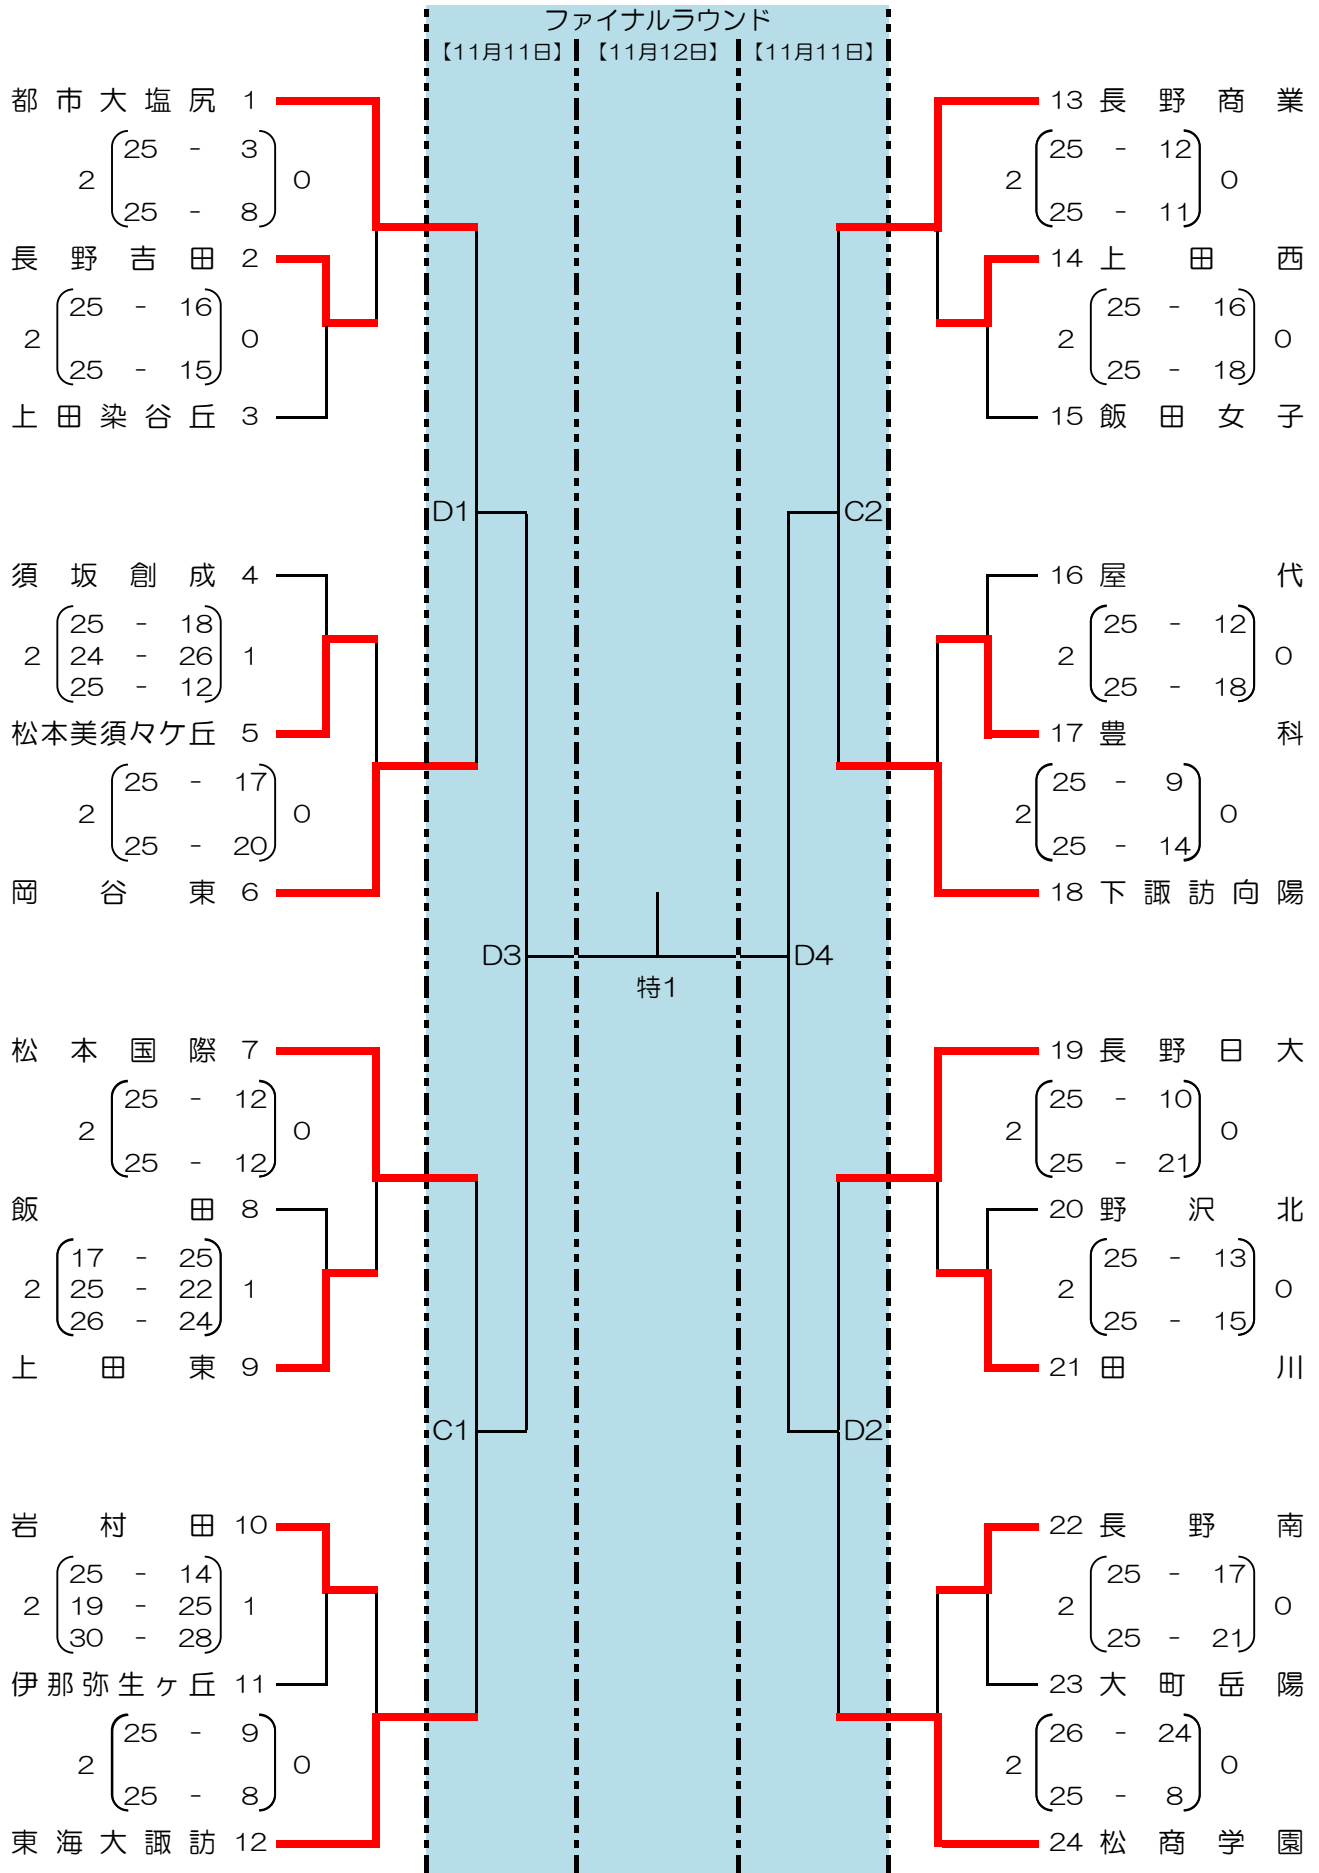 ファイナルラウンド
【11月11日】 【11月12日】 【11月11日】
都市大塩尻 1
25 - 3
2 0
25 - 8
長野吉田 2
25 - 16
2 0
25 - 15
上田染谷丘 3
D1
須坂創成 4
25 - 18
2 24 - 26 1
25 - 12
松本美須々ケ丘 5
25 - 17
2 0
25 - 20
岡谷東 6
D3
松本国際 7
25 - 12
2 0
25 - 12
飯田 8
17 - 25
2 25 - 22 1
26 - 24
上田東 9
C1
岩村田 10
25 - 14
2 19 - 25 1
30 - 28
伊那弥生ヶ丘 11
25 - 9
2 0
25 - 8
東海大諏訪 12
特1
13 長野商業
25 - 12
2 0
25 - 11
14 上田西
25 - 16
2 0
25 - 18
15 飯田女子
C2
16 屋代
25 - 12
2 0
25 - 18
17 豊科
25 - 9
2 0
25 - 14
18 下諏訪向陽
D4
19 長野日大
25 - 10
2 0
25 - 21
20 野沢北
25 - 13
2 0
25 - 15
21 田川
D2
22 長野南
25 - 17
2 0
25 - 21
23 大町岳陽
26 - 24
2 0
25 - 8
24 松商学園